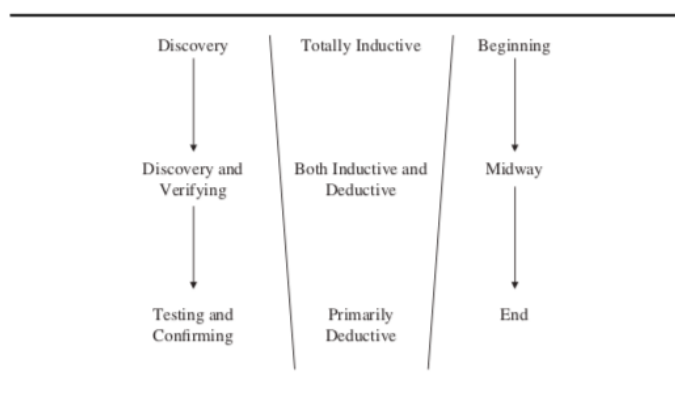 Discovery
Totally Inductive
Beginning
Discovery and
Verifying
Both Inductive and
Deductive
Midway
Testing and
Confirming
Primarily
Deductive
End